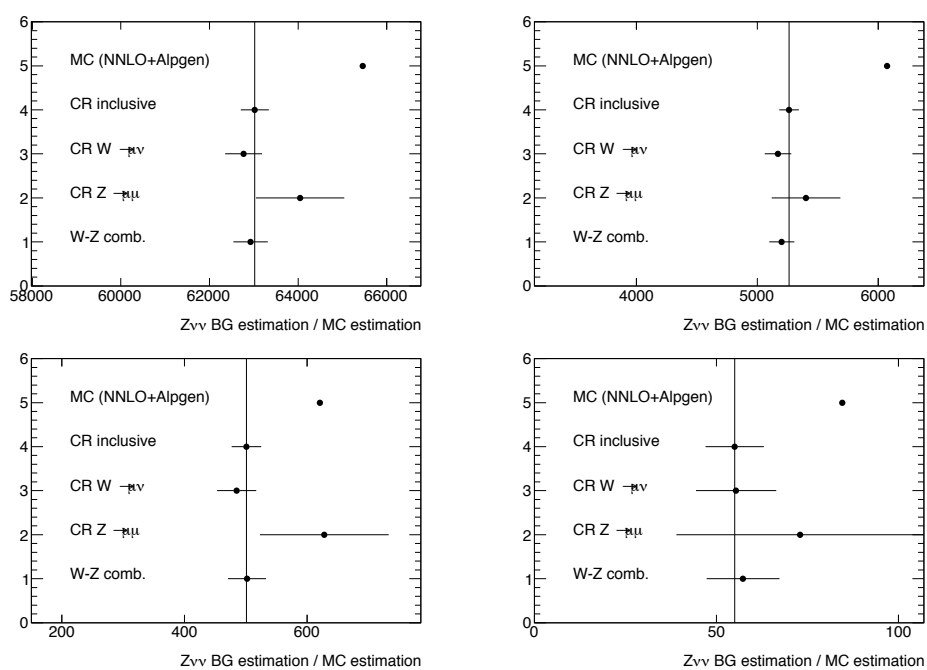 6
5
4
3
2
1
0
MC (NNLO+Alpgen)
CR inclusive
CR W → μν
CR Z → μμ
W-Z comb.
58000 60000 62000 64000 66000
Zνν BG estimation / MC estimation
6
5
4
3
2
1
0
MC (NNLO+Alpgen)
CR inclusive
CR W → μν
CR Z → μμ
W-Z comb.
4000 5000 6000
Zνν BG estimation / MC estimation
6
5
4
3
2
1
0
MC (NNLO+Alpgen)
CR inclusive
CR W → μν
CR Z → μμ
W-Z comb.
200 400 600
Zνν BG estimation / MC estimation
6
5
4
3
2
1
0
MC (NNLO+Alpgen)
CR inclusive
CR W → μν
CR Z → μμ
W-Z comb.
0 50 100
Zνν BG estimation / MC estimation